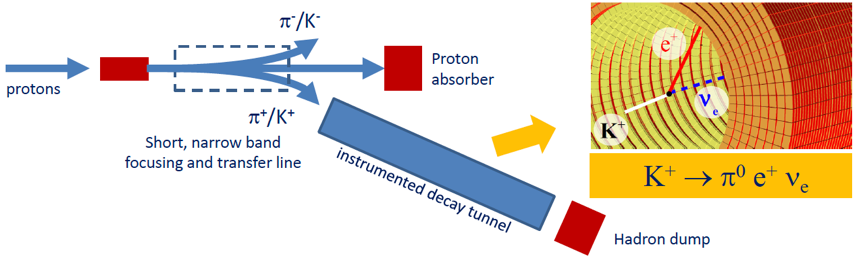 protons
π⁻/K⁻
π⁺/K⁺
Proton
absorber
Short, narrow band
focusing and transfer line
instrumented decay tunnel
Hadron dump
e⁺
νₑ
K⁺
K⁺ → π⁰ e⁺ νₑ